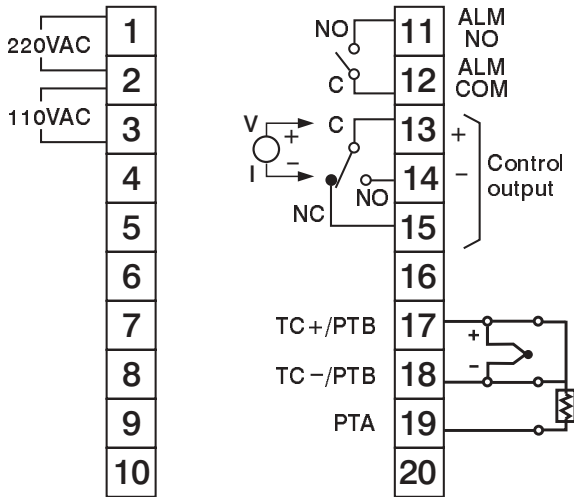 220VAC
110VAC
1
2
3
4
5
6
7
8
9
10
NO
C
11
ALM
NO
12
ALM
COM
V
+
−
I
C
NC
NO
13
+
14
−
15
Control
output
16
TC+/PTB
17
+
TC−/PTB
18
−
PTA
19
20